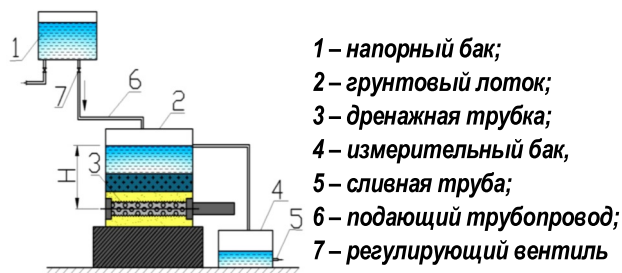 1 – напорный бак;
2 – грунтовый лоток;
3 – дренажная трубка;
4 – измерительный бак,
5 – сливная труба;
6 – подающий трубопровод;
7 – регулирующий вентиль
1
7
6
2
3
H
4
5